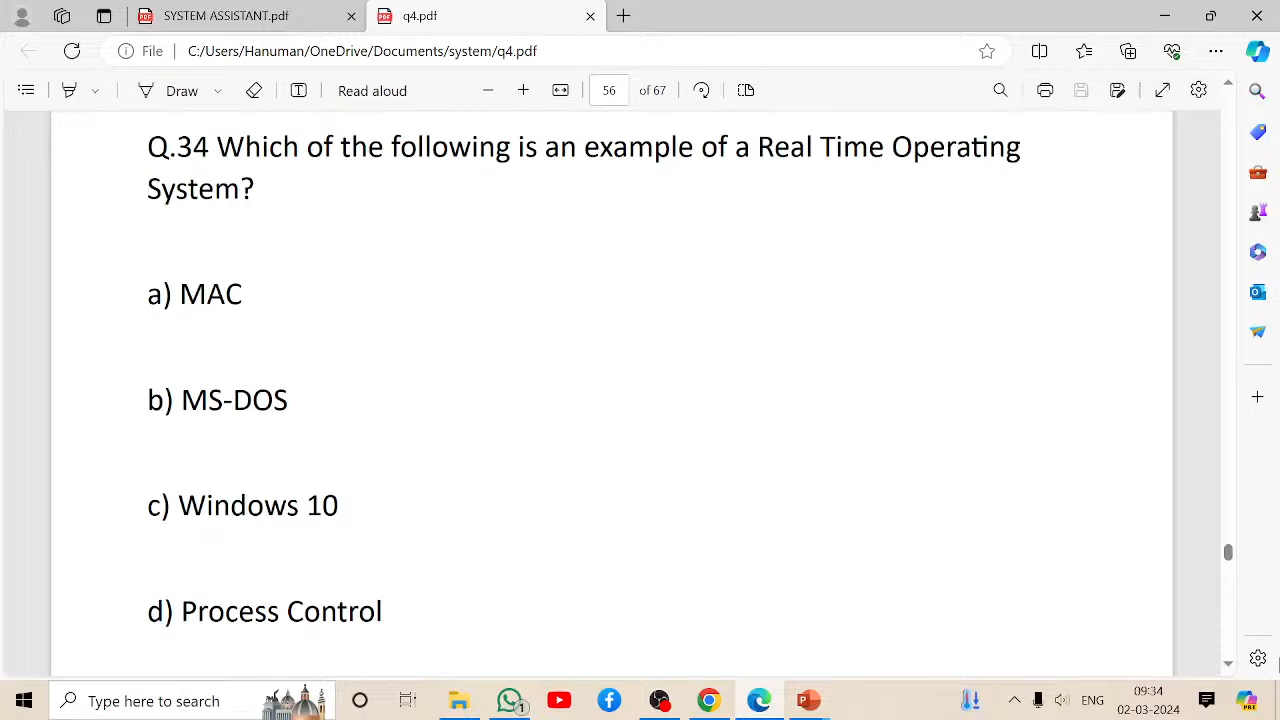 SYSTEM ASSISTANT.pdf
q4.pdf
File
C:/Users/Hanuman/OneDrive/Documents/system/q4.pdf
Draw
Read aloud
56
of 67
Q.34 Which of the following is an example of a Real Time Operating
System?
a) MAC
b) MS-DOS
c) Windows 10
d) Process Control
Type here to search
1
ENG
00:34
02-03-2024